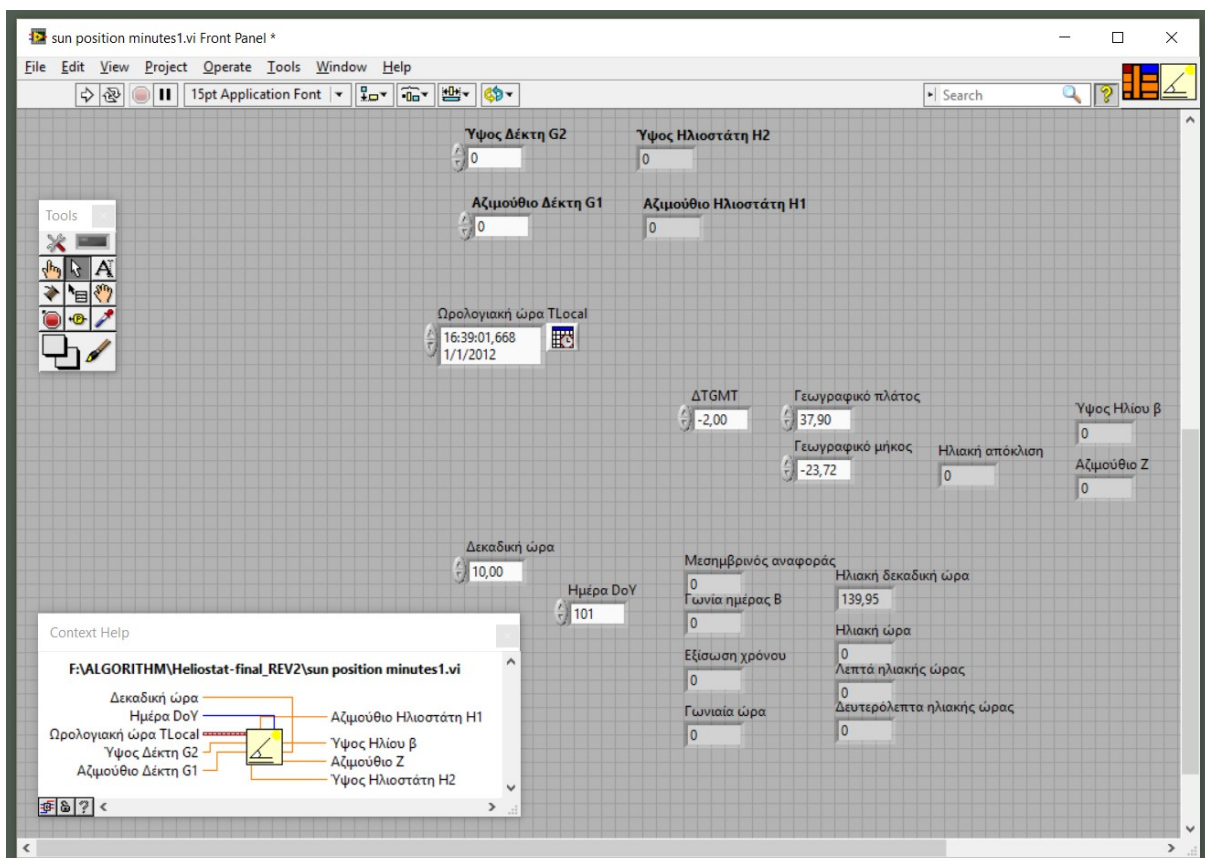 sun position minutes1.vi Front Panel *
File Edit View Project Operate Tools Window Help
15pt Application Font
Search
Ύψος Δέκτη G2
0
Ύψος Ηλιοστάτη H2
0
Αζιμούθιο Δέκτη G1
0
Αζιμούθιο Ηλιοστάτη H1
0
Tools
Ωρολογιακή ώρα TLocal
16:39:01,668
1/1/2012
ΔTGMT
-2,00
Γεωγραφικό πλάτος
37,90
Γεωγραφικό μήκος
-23,72
Ηλιακή απόκλιση
0
Ύψος Ηλίου β
0
Αζιμούθιο Z
0
Δεκαδική ώρα
10,00
Ημέρα DoY
101
Μεσημβρινός αναφοράς
0
Γωνία ημέρας B
0
Εξίσωση χρόνου
0
Γωνιαία ώρα
0
Ηλιακή δεκαδική ώρα
139,95
Ηλιακή ώρα
0
Λεπτά ηλιακής ώρας
0
Δευτερόλεπτα ηλιακής ώρας
0
Context Help
F:\ALGORITHM\Heliostat-final_REV2\sun position minutes1.vi
Δεκαδική ώρα
Ημέρα DoY
Ωρολογιακή ώρα TLocal
Ύψος Δέκτη G2
Αζιμούθιο Δέκτη G1
Αζιμούθιο Ηλιοστάτη H1
Ύψος Ηλίου β
Αζιμούθιο Z
Ύψος Ηλιοστάτη H2